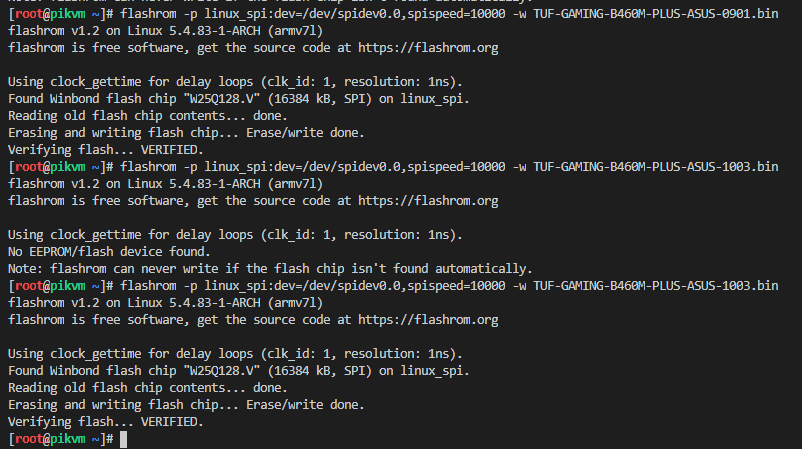 [root@pikvm ~]# flashrom -p linux_spi:dev=/dev/spidev0.0,spispeed=10000 -w TUF-GAMING-B460M-PLUS-ASUS-0901.bin
flashrom v1.2 on Linux 5.4.83-1-ARCH (armv7l)
flashrom is free software, get the source code at https://flashrom.org

Using clock_gettime for delay loops (clk_id: 1, resolution: 1ns).
Found Winbond flash chip "W25Q128.V" (16384 kB, SPI) on linux_spi.
Reading old flash chip contents... done.
Erasing and writing flash chip... Erase/write done.
Verifying flash... VERIFIED.
[root@pikvm ~]# flashrom -p linux_spi:dev=/dev/spidev0.0,spispeed=10000 -w TUF-GAMING-B460M-PLUS-ASUS-1003.bin
flashrom v1.2 on Linux 5.4.83-1-ARCH (armv7l)
flashrom is free software, get the source code at https://flashrom.org

Using clock_gettime for delay loops (clk_id: 1, resolution: 1ns).
No EEPROM/flash device found.
Note: flashrom can never write if the flash chip isn't found automatically.
[root@pikvm ~]# flashrom -p linux_spi:dev=/dev/spidev0.0,spispeed=10000 -w TUF-GAMING-B460M-PLUS-ASUS-1003.bin
flashrom v1.2 on Linux 5.4.83-1-ARCH (armv7l)
flashrom is free software, get the source code at https://flashrom.org

Using clock_gettime for delay loops (clk_id: 1, resolution: 1ns).
Found Winbond flash chip "W25Q128.V" (16384 kB, SPI) on linux_spi.
Reading old flash chip contents... done.
Erasing and writing flash chip... Erase/write done.
Verifying flash... VERIFIED.
[root@pikvm ~]#